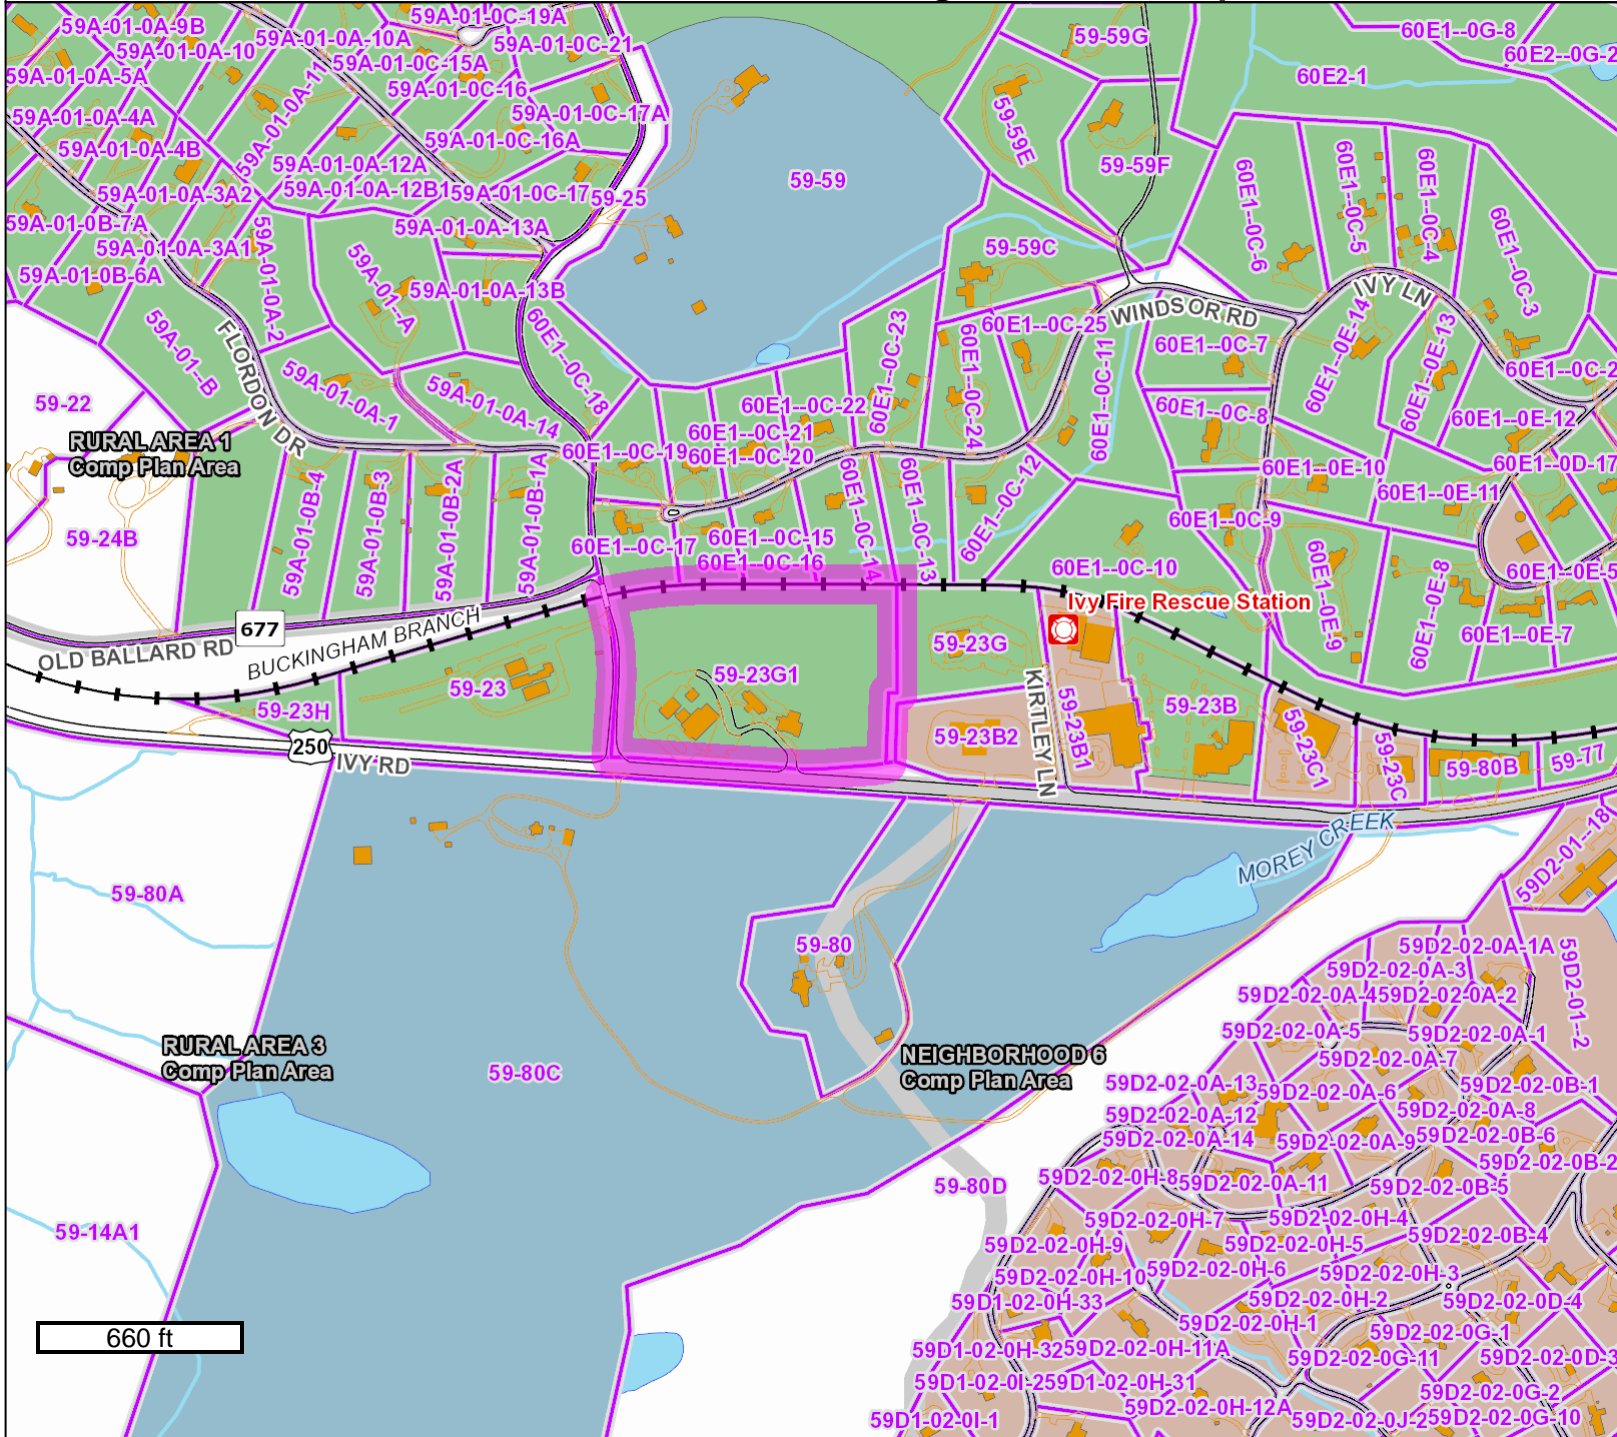 59A-01-0A-9B
59A-01-0A-10
59A-01-0A-5A
59A-01-0A-4A
59A-01-0A-4B
59A-01-0A-10A
59A-01-0C-19A
59A-01-0C-21
59A-01-0C-15A
59A-01-0C-16
59A-01-0A-11
59A-01-0C-17A
59A-01-0C-16A
59A-01-0A-12A
59A-01-0A-12B1
59A-01-0C-17
59-25
59A-01-0A-3A2
59A-01-0B-7A
59A-01-0A-3A1
59A-01-0B-6A
59A-01-0A-2
59A-01-0A-13A
59A-01--A
59A-01-0A-13B
59A-01--B
FLORDON DR
59A-01-0A-1
59A-01-0A-14
60E1--0C-18
59-59
59-59G
59-59E
59-59F
59-59C
60E1--0G-8
60E2--0G-2
60E2-1
60E1--0C-6
60E1--0C-5
60E1--0C-4
60E1--0C-3
IVY LN
WINDSOR RD
60E1--0C-25
60E1--0C-23
60E1--0C-24
60E1--0C-11
60E1--0C-7
60E1--0E-14
60E1--0E-13
60E1--0C-2
60E1--0C-8
60E1--0E-12
60E1--0C-22
60E1--0C-21
60E1--0C-19
60E1--0C-20
60E1--0E-10
60E1--0D-17
60E1--0E-11
60E1--0C-12
60E1--0C-14
60E1--0C-13
60E1--0C-9
60E1--0C-15
60E1--0C-17
60E1--0C-16
60E1--0C-10
60E1--0E-9
60E1--0E-8
60E1--0E-5
60E1--0E-7
59-22
RURAL AREA 1
Comp Plan Area
59-24B
59A-01-0B-4
59A-01-0B-3
59A-01-0B-2A
59A-01-0B-1A
677
OLD BALLARD RD
BUCKINGHAM BRANCH
59-23H
59-23
59-23G1
59-23G
Ivy Fire Rescue Station
KIRTLEY LN
59-23B1
59-23B2
59-23B
59-23C1
59-23C
59-80B
59-77
250
IVY RD
MOREY CREEK
59D2-01--18
59-80A
59-80
59D2-02-0A-1A
59D2-02-0A-3
59D2-02-0A-4
59D2-02-0A-2
59D2-01--2
59D2-02-0A-5
59D2-02-0A-1
59D2-02-0A-7
RURAL AREA 3
Comp Plan Area
59-80C
NEIGHBORHOOD 6
Comp Plan Area
59D2-02-0A-13
59D2-02-0A-6
59D2-02-0B-1
59D2-02-0A-12
59D2-02-0A-8
59D2-02-0A-14
59D2-02-0A-9
59D2-02-0B-6
59D2-02-0B-2
59D2-02-0H-8
59D2-02-0A-11
59D2-02-0B-5
59-80D
59D2-02-0H-7
59D2-02-0H-4
59D2-02-0B-4
59D2-02-0H-9
59D2-02-0H-5
59D2-02-0H-10
59D2-02-0H-6
59D2-02-0H-3
59D1-02-0H-33
59D2-02-0H-2
59D2-02-0D-4
59D2-02-0H-1
59D2-02-0G-1
59D1-02-0H-32
59D2-02-0H-11A
59D2-02-0G-11
59D2-02-0D-3
59D1-02-0I-2
59D1-02-0H-31
59D2-02-0G-2
59D1-02-0I-1
59D2-02-0H-12A
59D2-02-0J-2
59D2-02-0G-10
59-14A1
660 ft